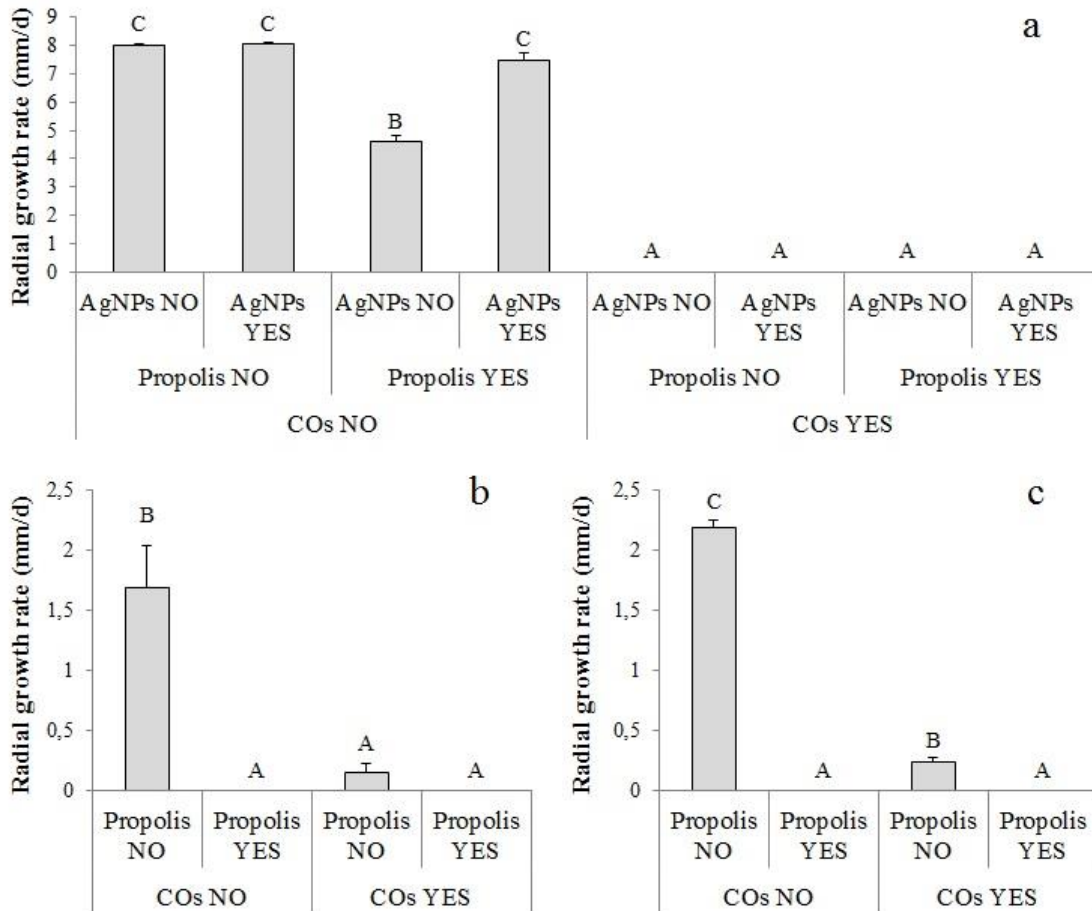 a
Radial growth rate (mm/d)
9
8
7
6
5
4
3
2
1
0
C C B C A A A A
AgNPs NO AgNPs YES AgNPs NO AgNPs YES AgNPs NO AgNPs YES AgNPs NO AgNPs YES
Propolis NO Propolis YES Propolis NO Propolis YES
COs NO COs YES
b
Radial growth rate (mm/d)
2,5
2
1,5
1
0,5
0
B A A A
Propolis NO Propolis YES Propolis NO Propolis YES
COs NO COs YES
c
Radial growth rate (mm/d)
2,5
2
1,5
1
0,5
0
C A B A
Propolis NO Propolis YES Propolis NO Propolis YES
COs NO COs YES